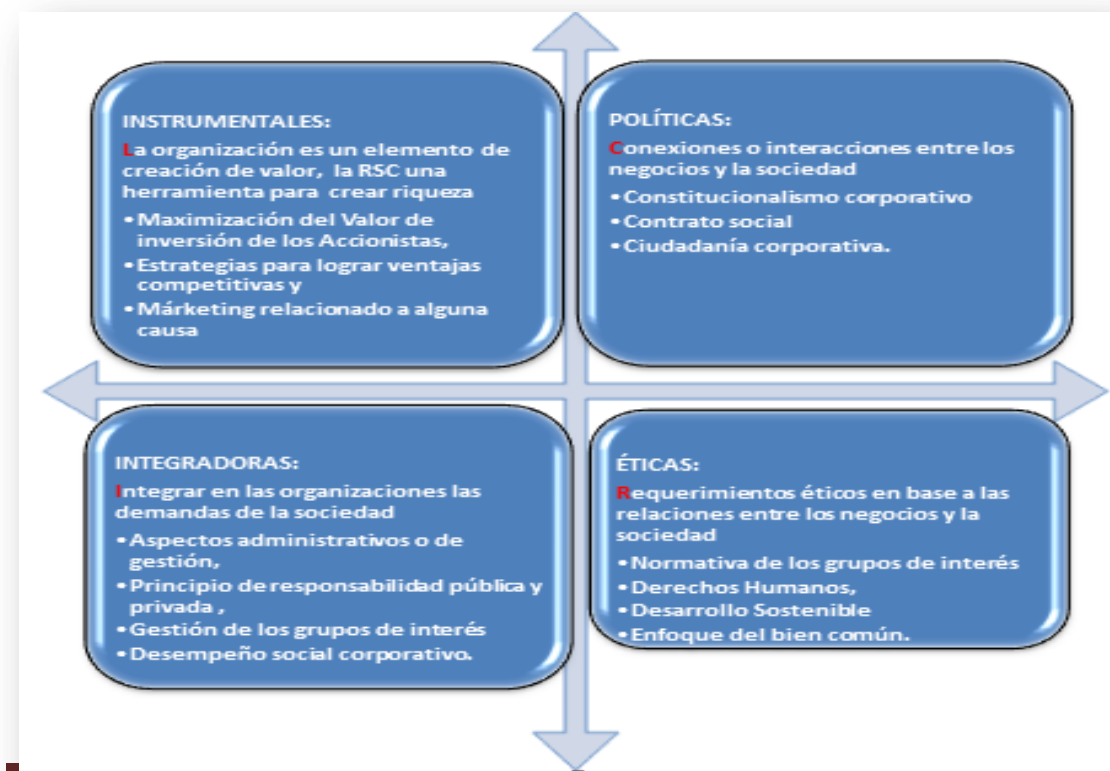 INSTRUMENTALES:
La organización es un elemento de
creación de valor, la RSC una
herramienta para crear riqueza
•Maximización del Valor de
inversión de los Accionistas,
•Estrategias para lograr ventajas
competitivas y
•Márketing relacionado a alguna
causa
POLÍTICAS:
Conexiones o interacciones entre los
negocios y la sociedad
•Constitucionalismo corporativo
•Contrato social
•Ciudadanía corporativa.
INTEGRADORAS:
Integrar en las organizaciones las
demandas de la sociedad
•Aspectos administrativos o de
gestión,
•Principio de responsabilidad pública y
privada ,
•Gestión de los grupos de interés
•Desempeño social corporativo.
ÉTICAS:
Requerimientos éticos en base a las
relaciones entre los negocios y la
sociedad
•Normativa de los grupos de interés
•Derechos Humanos,
•Desarrollo Sostenible
•Enfoque del bien común.